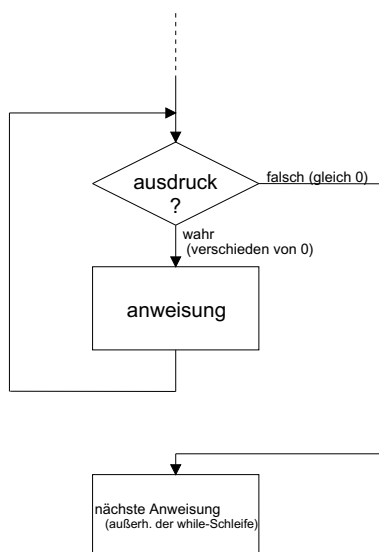 ausdruck
?
falsch (gleich 0)
wahr
(verschieden von 0)
anweisung
nächste Anweisung
(außerh. der while-Schleife)